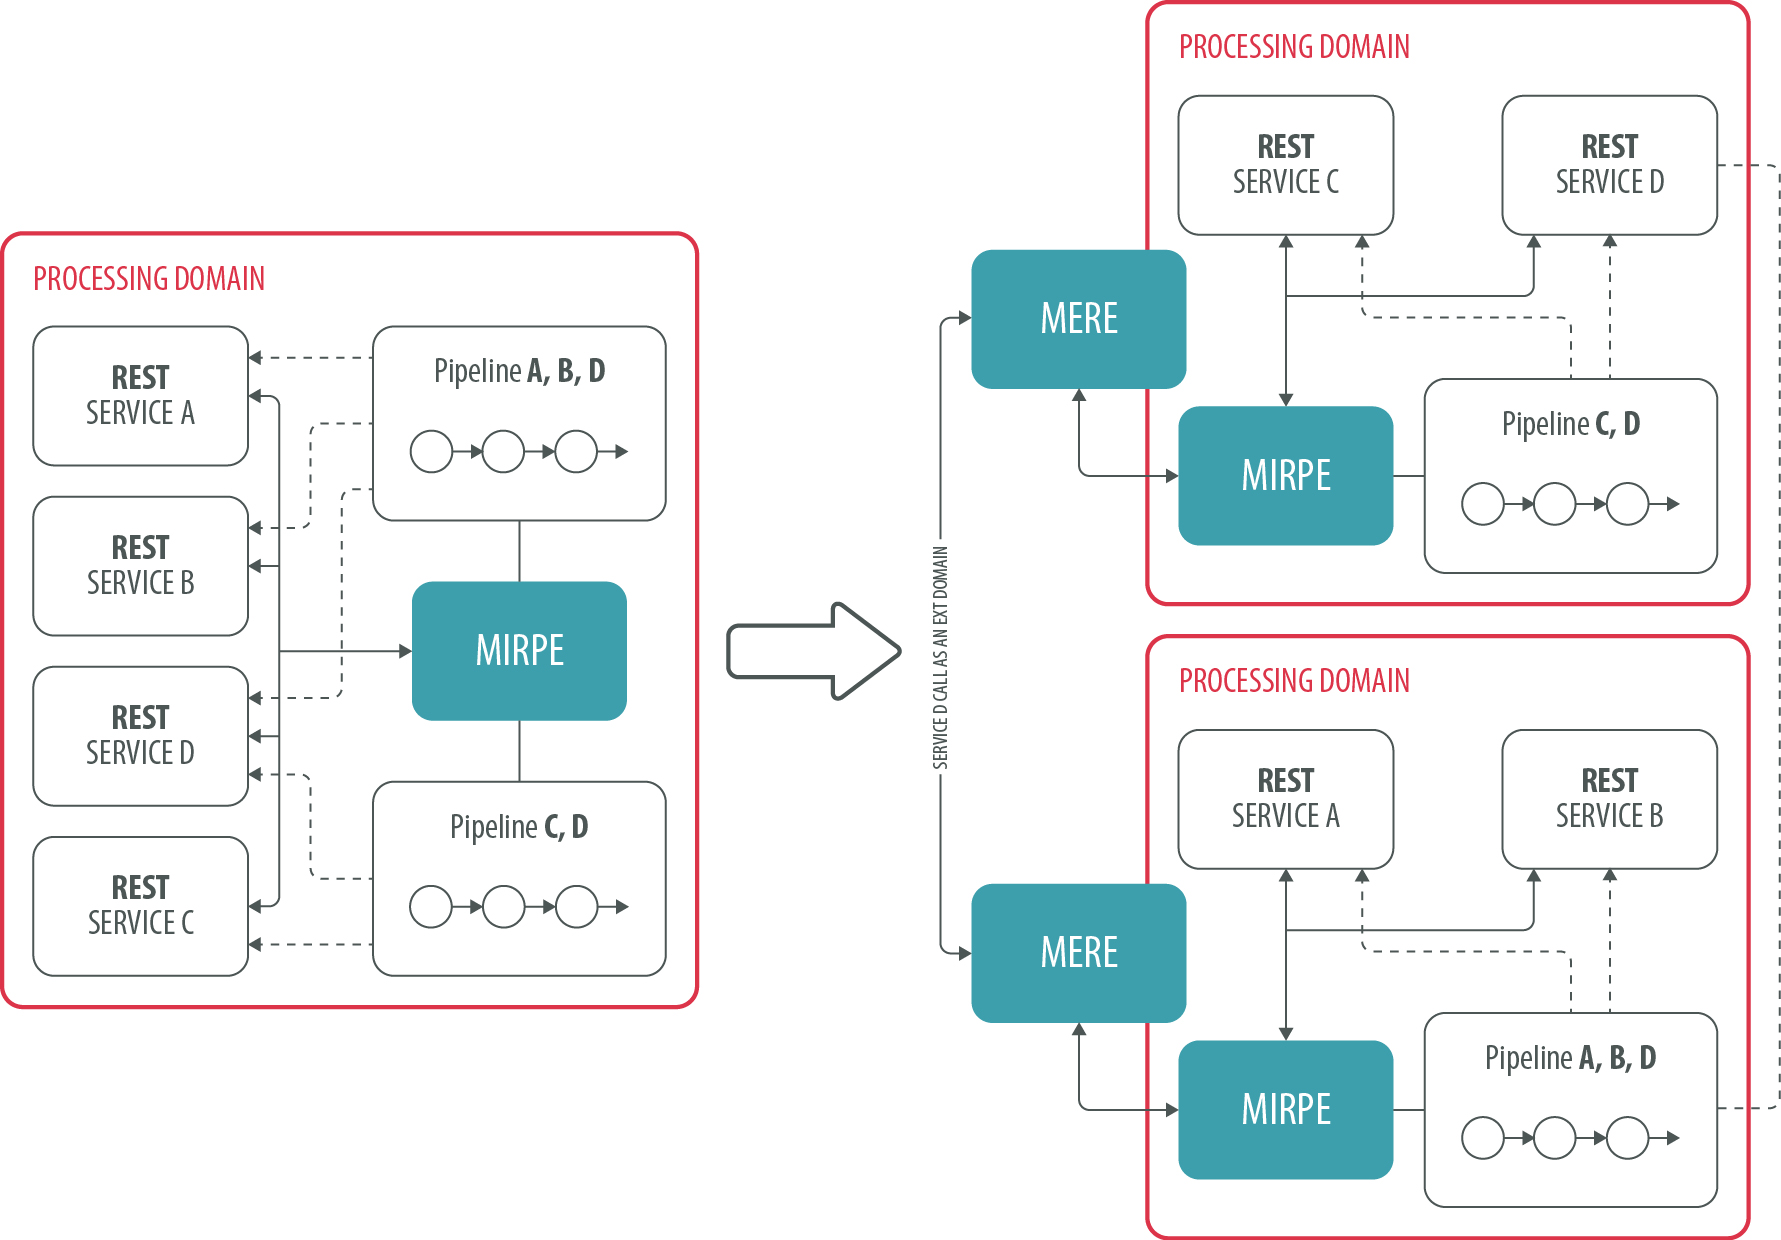 PROCESSING DOMAIN
REST
SERVICE A
REST
SERVICE B
REST
SERVICE D
REST
SERVICE C
Pipeline A, B, D
MIRPE
Pipeline C, D
SERVICE D CALL AS AN EXT DOMAIN
PROCESSING DOMAIN
REST
SERVICE C
REST
SERVICE D
MERE
MIRPE
Pipeline C, D
PROCESSING DOMAIN
REST
SERVICE A
REST
SERVICE B
MERE
MIRPE
Pipeline A, B, D